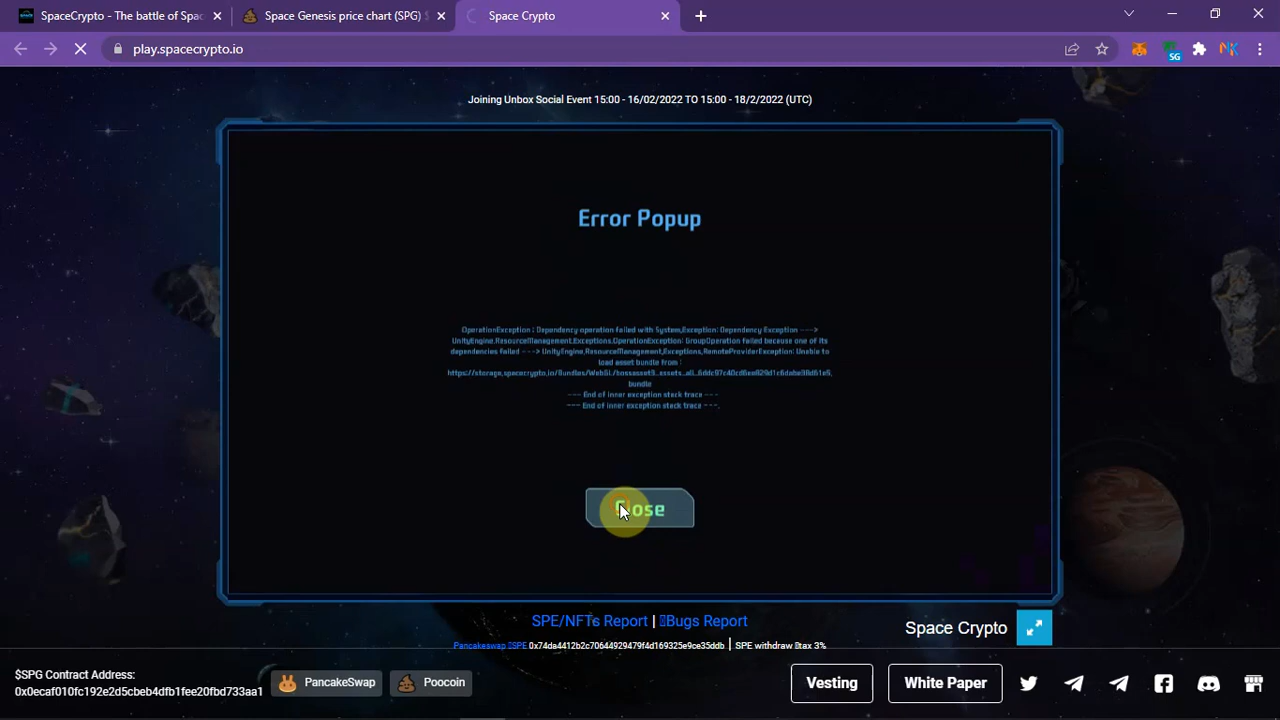 SpaceCrypto - The battle of Spac
Space Genesis price chart (SPG)
Space Crypto
play.spacecrypto.io
SG
Joining Unbox Social Event 15:00 - 16/02/2022 TO 15:00 - 18/2/2022 (UTC)
Error Popup
OperationException : Dependency operation failed with System.Exception: Dependency Exception --->
UnityEngine.ResourceManagement.Exceptions.OperationException: GroupOperation failed because one of its
dependencies failed ---> UnityEngine.ResourceManagement.Exceptions.RemoteProviderException: Unable to
load asset bundle from :
bundle
--- End of inner exception stack trace ---
--- End of inner exception stack trace ---.
Close
SPE/NFTs Report | Bugs Report
Space Crypto
Pancakeswap SPE 0x74da4412b2c70644929479f4d169325e9ce35ddb | SPE withdraw tax 3%
$SPG Contract Address:
0x0ecaf010fc192e2d5cbeb4dfb1fee20fbd733aa1
PancakeSwap
Poocoin
Vesting
White Paper